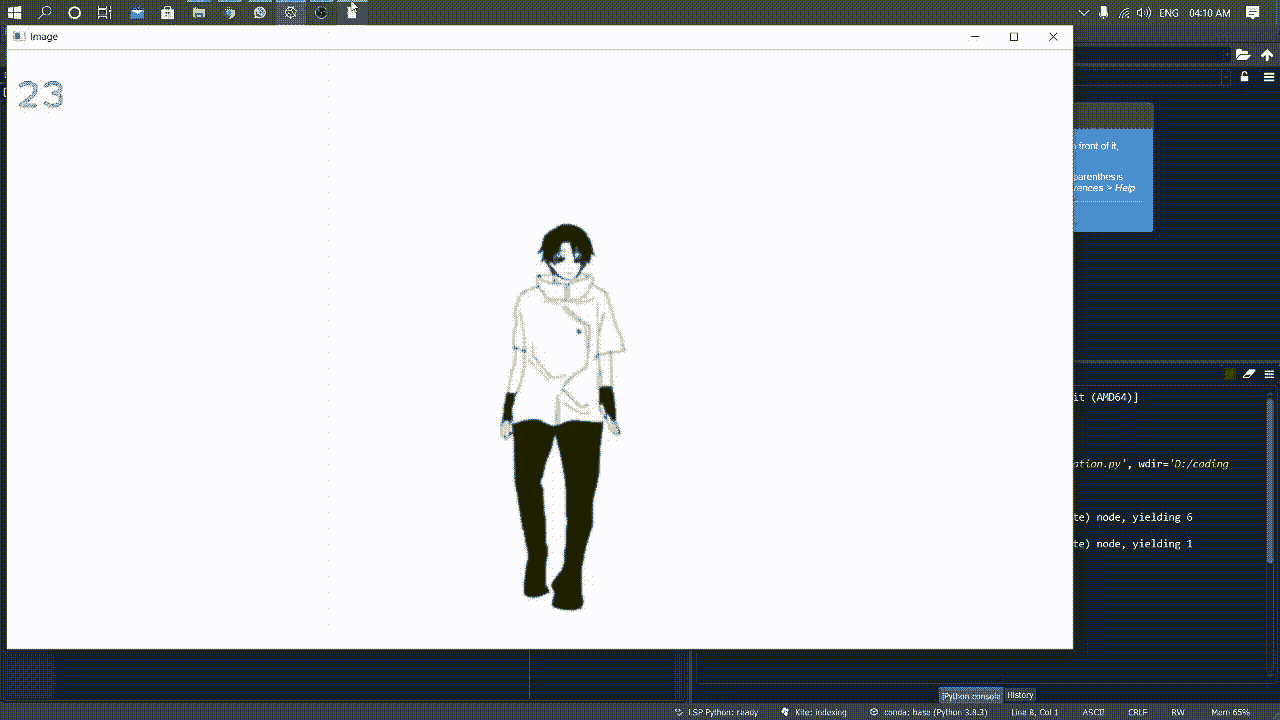 ENG
04:10 AM
Image
23
n front of it,
parenthesis
rences > Help
it (AMD64)]
ation.py', wdir='D:/coding
te) node, yielding 6
te) node, yielding 1
IPython console
History
LSP Python: ready
Kite: indexing
conda: base (Python 3.8.3)
Line 8, Col 1
ASCII
CRLF
RW
Mem 65%